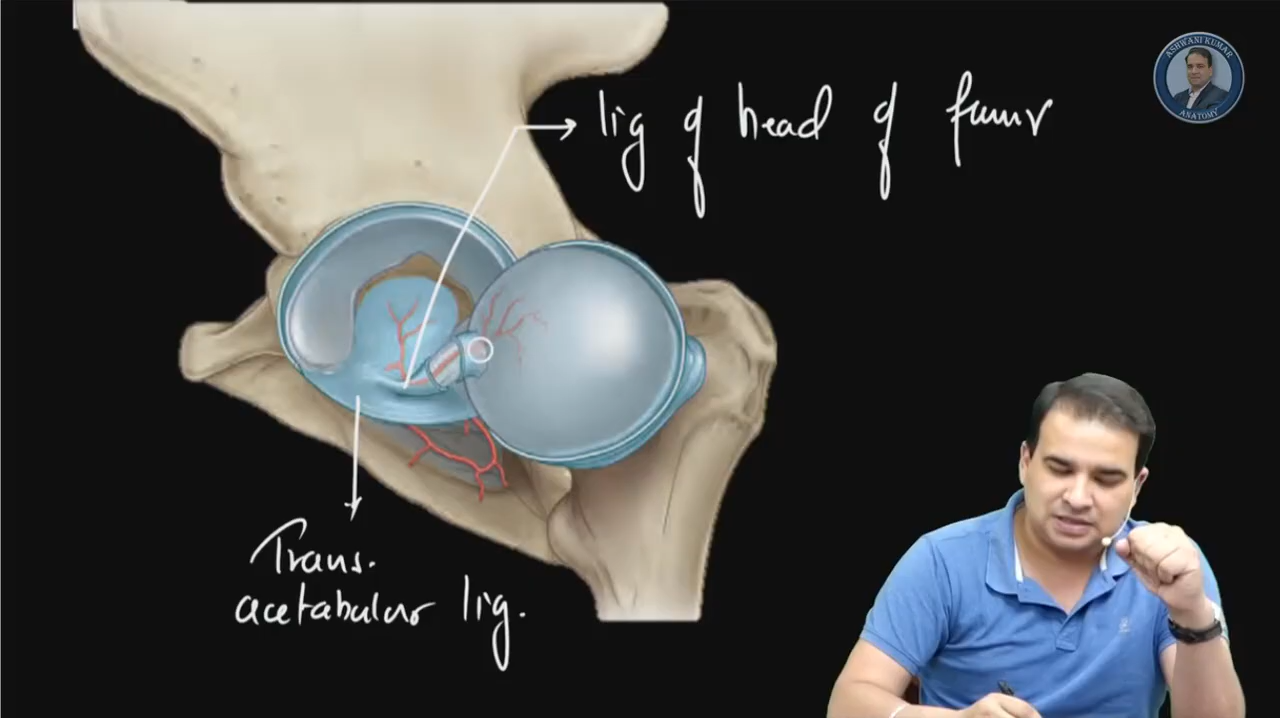 lig of head of femur
Trans.
acetabular lig.
ASHWANI KUMAR
ANATOMY